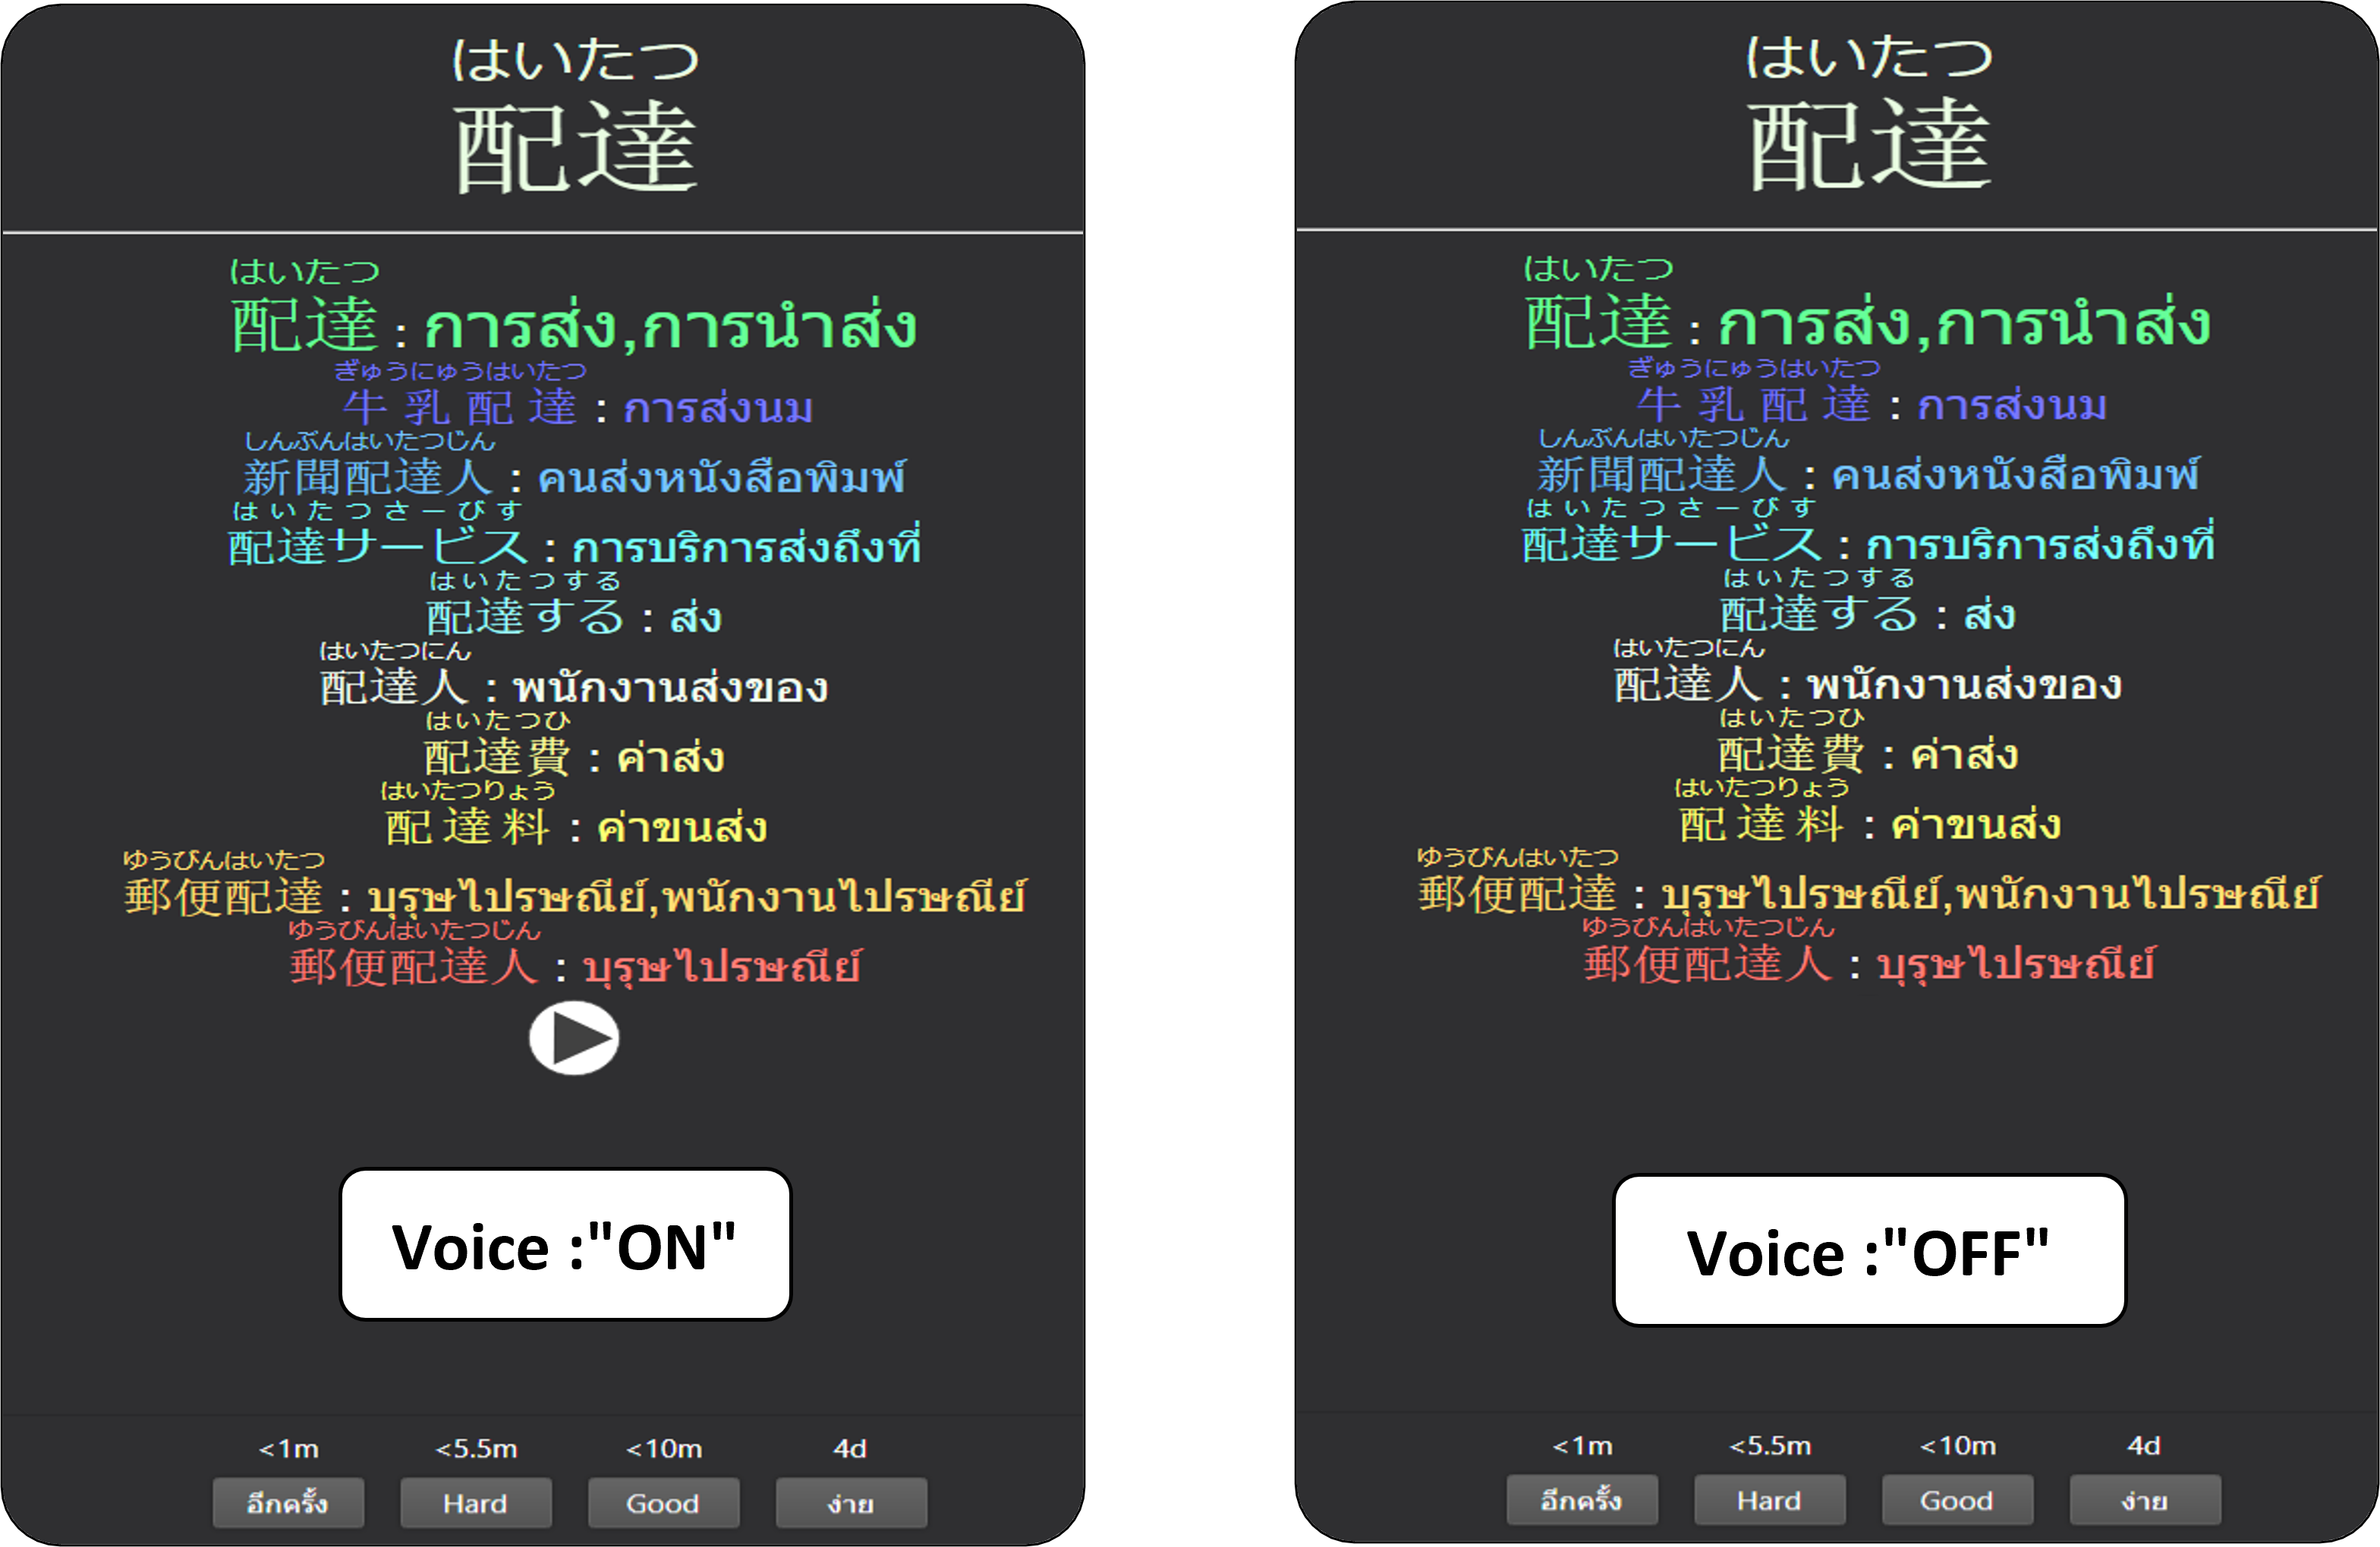 はいたつ
配達
はいたつ
配達 : การส่ง,การนำส่ง
ぎゅうにゅうはいたつ
牛乳配達 : การส่งนม
しんぶんはいたつじん
新聞配達人 : คนส่งหนังสือพิมพ์
はいたつさーびす
配達サービス : การบริการส่งถึงที่
はいたつする
配達する : ส่ง
はいたつにん
配達人 : พนักงานส่งของ
はいたつひ
配達費 : ค่าส่ง
はいたつりょう
配達料 : ค่าขนส่ง
ゆうびんはいたつ
郵便配達 : บุรุษไปรษณีย์,พนักงานไปรษณีย์
ゆうびんはいたつじん
郵便配達人 : บุรุษไปรษณีย์
Voice :"ON"
<1m <5.5m <10m 4d
อีกครั้ง Hard Good ง่าย
はいたつ
配達
はいたつ
配達 : การส่ง,การนำส่ง
ぎゅうにゅうはいたつ
牛乳配達 : การส่งนม
しんぶんはいたつじん
新聞配達人 : คนส่งหนังสือพิมพ์
はいたつさーびす
配達サービス : การบริการส่งถึงที่
はいたつする
配達する : ส่ง
はいたつにん
配達人 : พนักงานส่งของ
はいたつひ
配達費 : ค่าส่ง
はいたつりょう
配達料 : ค่าขนส่ง
ゆうびんはいたつ
郵便配達 : บุรุษไปรษณีย์,พนักงานไปรษณีย์
ゆうびんはいたつじん
郵便配達人 : บุรุษไปรษณีย์
Voice :"OFF"
<1m <5.5m <10m 4d
อีกครั้ง Hard Good ง่าย